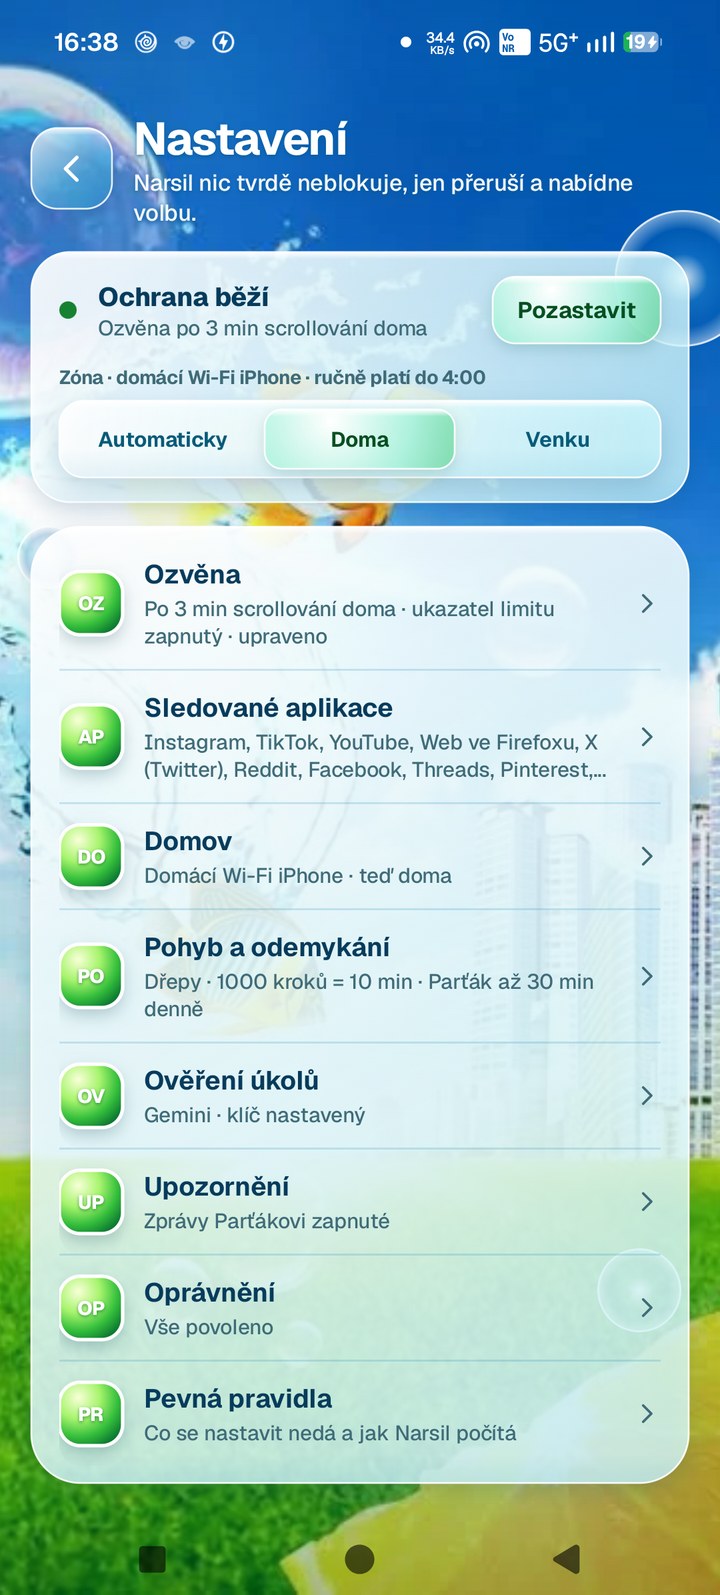 16:38
34.4
KB/s
Vo
NR
5G+
19
Nastavení
Narsil nic tvrdě neblokuje, jen přeruší a nabídne
volbu.
Ochrana běží
Ozvěna po 3 min scrollování doma
Pozastavit
Zóna · domácí Wi-Fi iPhone · ručně platí do 4:00
Automaticky
Doma
Venku
OZ
Ozvěna
Po 3 min scrollování doma · ukazatel limitu
zapnutý · upraveno
AP
Sledované aplikace
Instagram, TikTok, YouTube, Web ve Firefoxu, X
(Twitter), Reddit, Facebook, Threads, Pinterest,...
DO
Domov
Domácí Wi-Fi iPhone · teď doma
PO
Pohyb a odemykání
Dřepy · 1000 kroků = 10 min · Parťák až 30 min
denně
OV
Ověření úkolů
Gemini · klíč nastavený
UP
Upozornění
Zprávy Parťákovi zapnuté
OP
Oprávnění
Vše povoleno
PR
Pevná pravidla
Co se nastavit nedá a jak Narsil počítá